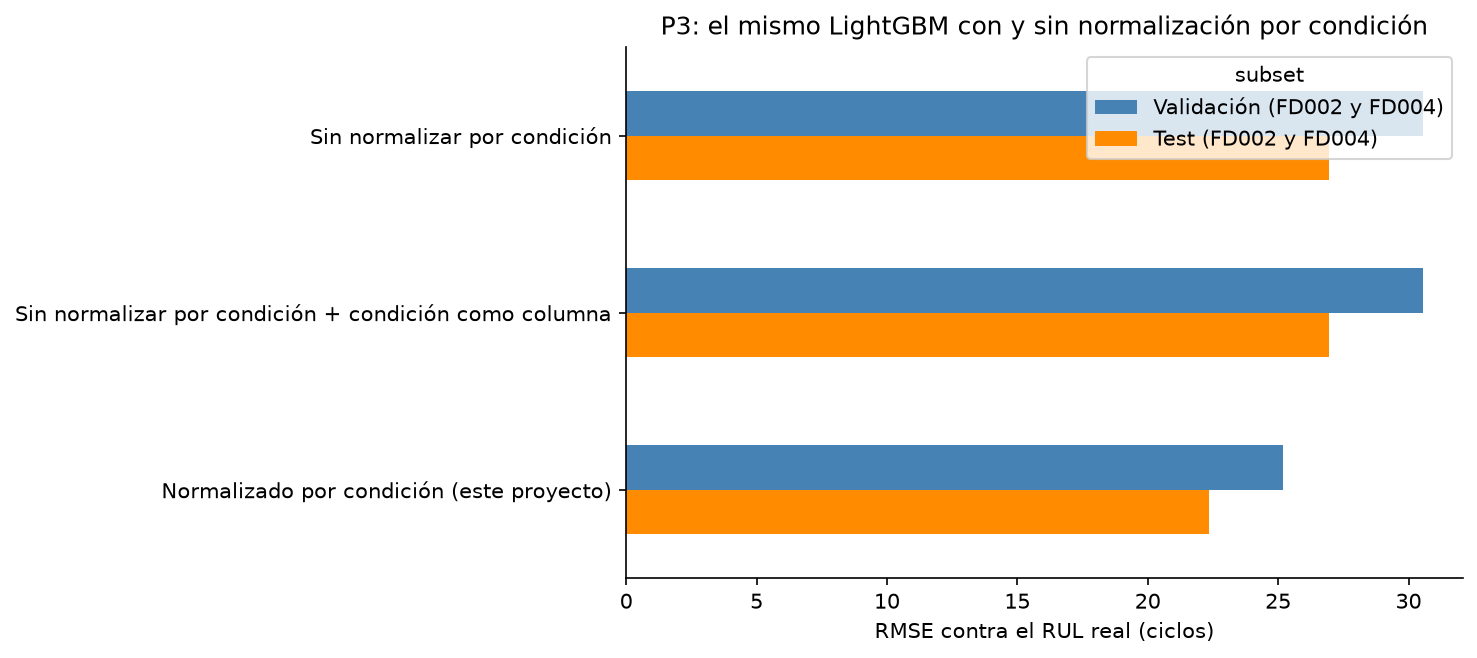 P3: el mismo LightGBM con y sin normalización por condición
subset
Validación (FD002 y FD004)
Test (FD002 y FD004)
Sin normalizar por condición
Sin normalizar por condición + condición como columna
Normalizado por condición (este proyecto)
0 5 10 15 20 25 30
RMSE contra el RUL real (ciclos)